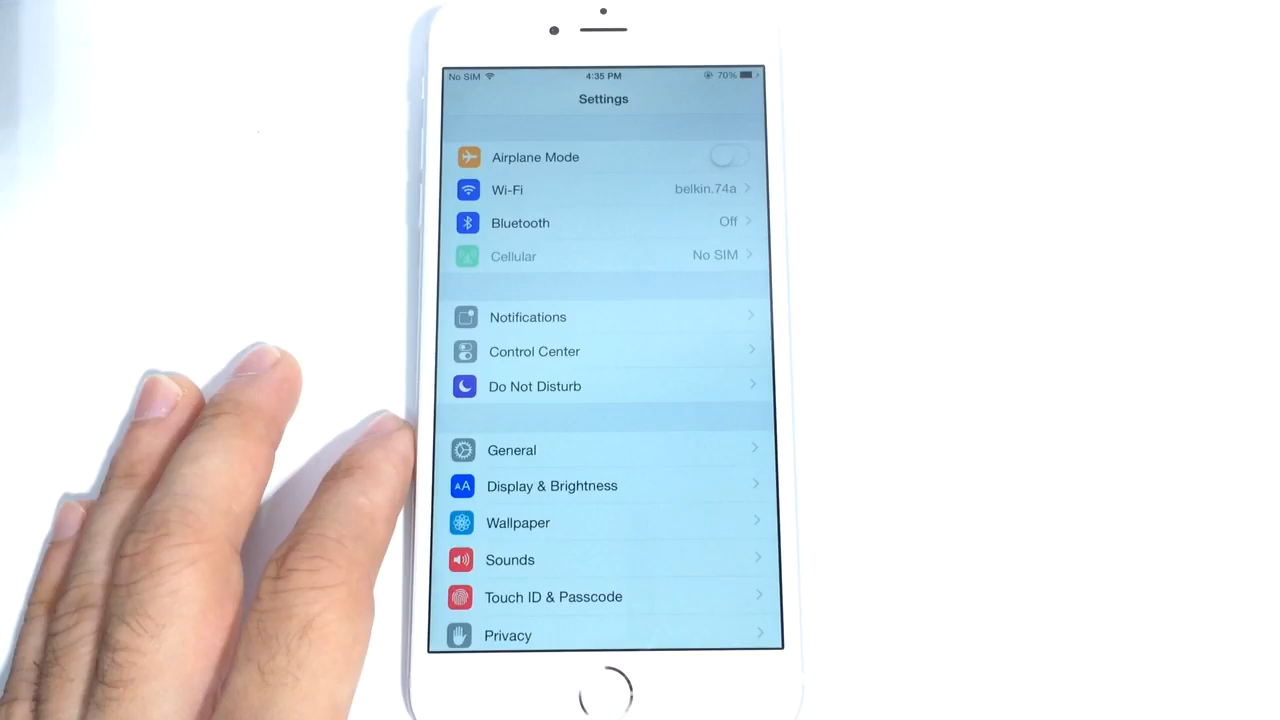 No SIM 4:35 PM 70%
Settings
Airplane Mode
Wi-Fi belkin.74a
Bluetooth Off
Cellular No SIM
Notifications
Control Center
Do Not Disturb
General
AA Display & Brightness
Wallpaper
Sounds
Touch ID & Passcode
Privacy